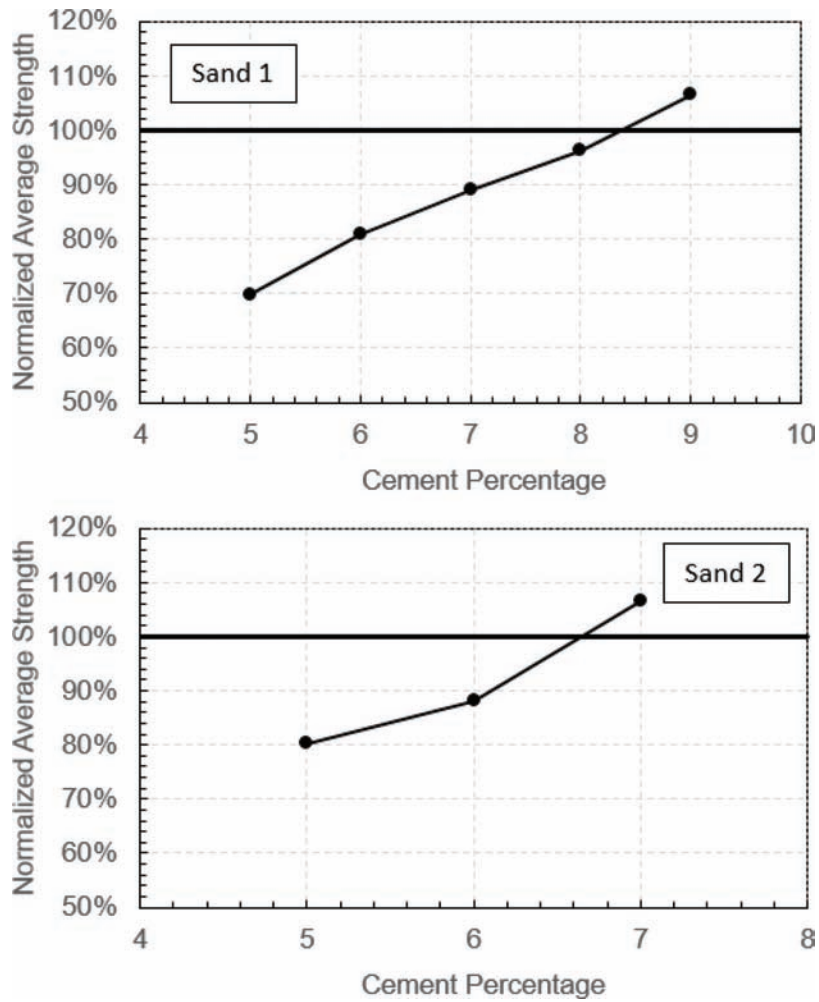 120%
Sand 1
110%
100%
90%
80%
70%
60%
50%
4 5 6 7 8 9 10
Normalized Average Strength
Cement Percentage
120%
Sand 2
110%
100%
90%
80%
70%
60%
50%
4 5 6 7 8
Normalized Average Strength
Cement Percentage